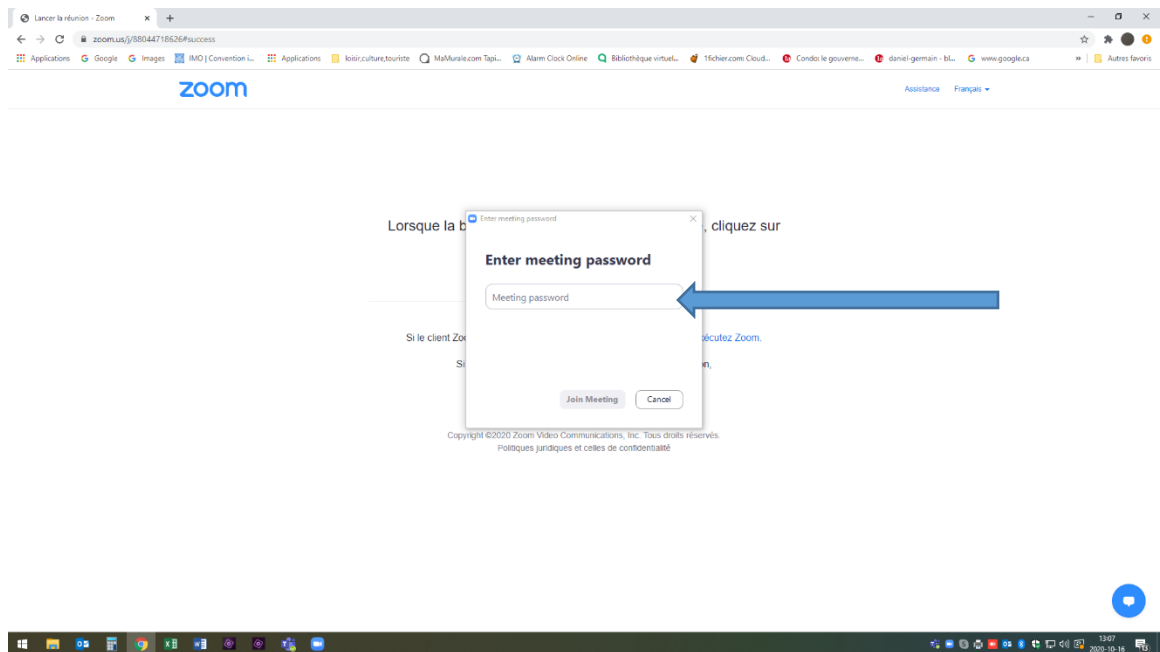 Lancer la réunion - Zoom
zoom.us/j/88044718626#success
Applications Google Images IMO | Convention i... Applications loisir,culture,touriste MaMurale.com Tapi... Alarm Clock Online Bibliothèque virtuel... 1fichier.com: Cloud... Condoi le gouverne... daniel-germain - bl... www.google.ca » Autres favoris
zoom
Assistance Français
Enter meeting password
Lorsque la b , cliquez sur
Enter meeting password
Meeting password
Si le client Zoo xécutez Zoom.
Si on,
Join Meeting Cancel
Copyright ©2020 Zoom Video Communications, Inc. Tous droits réservés.
Politiques juridiques et celles de confidentialité
13:07
2020-10-16